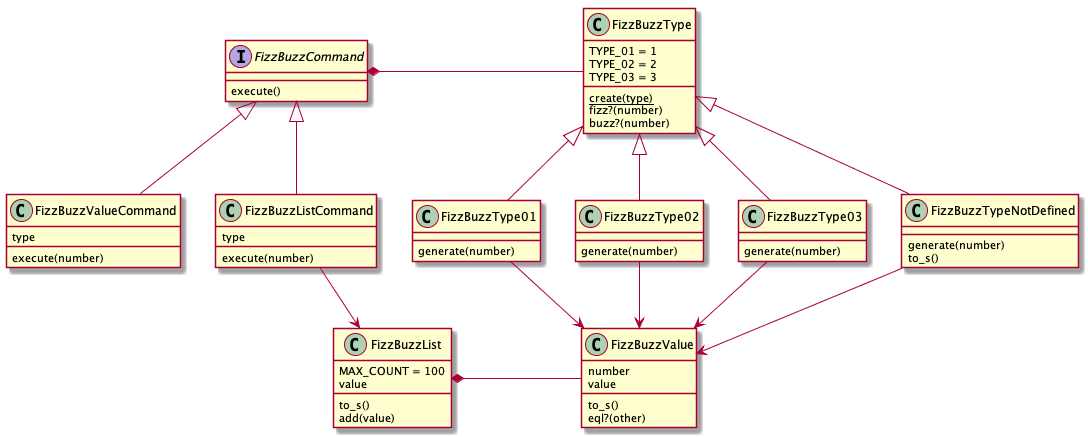 C FizzBuzzType
TYPE_01 = 1
TYPE_02 = 2
TYPE_03 = 3
create(type)
fizz?(number)
buzz?(number)
I FizzBuzzCommand
execute()
C FizzBuzzValueCommand
type
execute(number)
C FizzBuzzListCommand
type
execute(number)
C FizzBuzzType01
generate(number)
C FizzBuzzType02
generate(number)
C FizzBuzzType03
generate(number)
C FizzBuzzTypeNotDefined
generate(number)
to_s()
C FizzBuzzList
MAX_COUNT = 100
value
to_s()
add(value)
C FizzBuzzValue
number
value
to_s()
eql?(other)